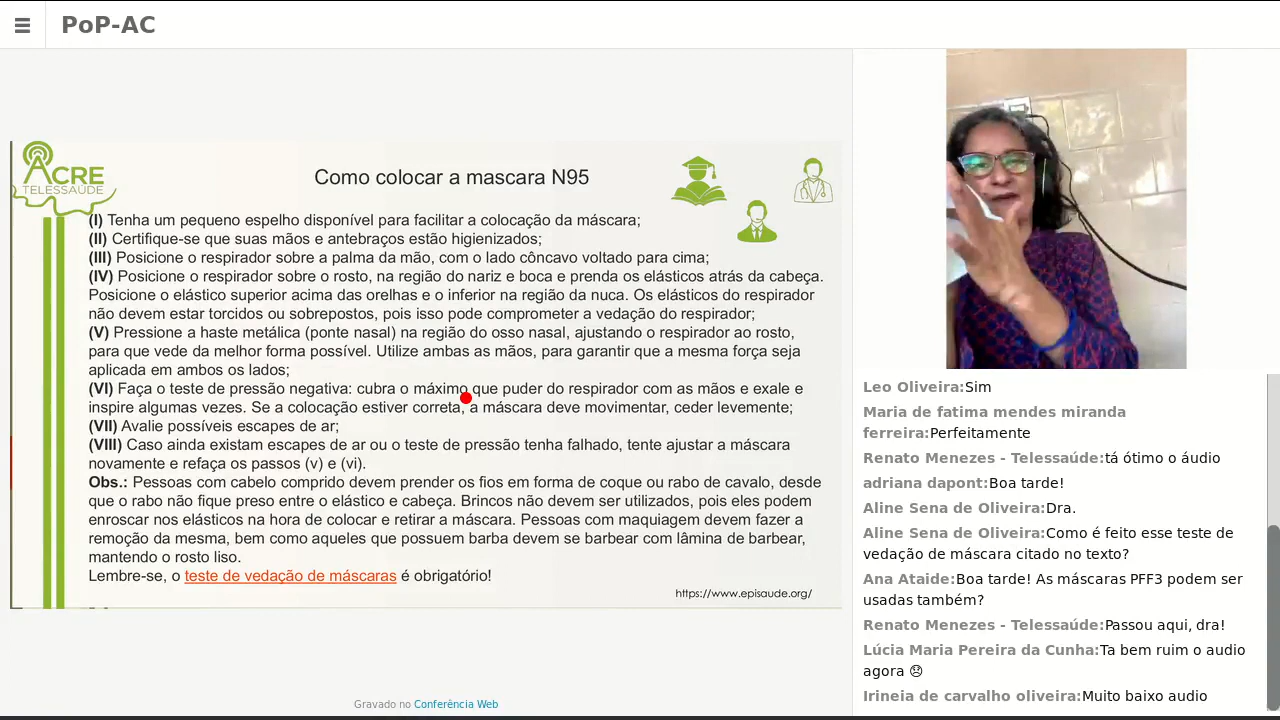 PoP-AC
ACRE
TELESSAÚDE
Como colocar a mascara N95
(I) Tenha um pequeno espelho disponível para facilitar a colocação da máscara;
(II) Certifique-se que suas mãos e antebraços estão higienizados;
(III) Posicione o respirador sobre a palma da mão, com o lado côncavo voltado para cima;
(IV) Posicione o respirador sobre o rosto, na região do nariz e boca e prenda os elásticos atrás da cabeça.
Posicione o elástico superior acima das orelhas e o inferior na região da nuca. Os elásticos do respirador
não devem estar torcidos ou sobrepostos, pois isso pode comprometer a vedação do respirador;
(V) Pressione a haste metálica (ponte nasal) na região do osso nasal, ajustando o respirador ao rosto,
para que vede da melhor forma possível. Utilize ambas as mãos, para garantir que a mesma força seja
aplicada em ambos os lados;
(VI) Faça o teste de pressão negativa: cubra o máximo que puder do respirador com as mãos e exale e
inspire algumas vezes. Se a colocação estiver correta, a máscara deve movimentar, ceder levemente;
(VII) Avalie possíveis escapes de ar;
(VIII) Caso ainda existam escapes de ar ou o teste de pressão tenha falhado, tente ajustar a máscara
novamente e refaça os passos (v) e (vi).
Obs.: Pessoas com cabelo comprido devem prender os fios em forma de coque ou rabo de cavalo, desde
que o rabo não fique preso entre o elástico e cabeça. Brincos não devem ser utilizados, pois eles podem
enroscar nos elásticos na hora de colocar e retirar a máscara. Pessoas com maquiagem devem fazer a
remoção da mesma, bem como aqueles que possuem barba devem se barbear com lâmina de barbear,
mantendo o rosto liso.
Lembre-se, o teste de vedação de máscaras é obrigatório!
https://www.episaude.org/
Gravado no Conferência Web
Leo Oliveira:Sim
Maria de fatima mendes miranda
ferreira:Perfeitamente
Renato Menezes - Telessaúde:tá ótimo o áudio
adriana dapont:Boa tarde!
Aline Sena de Oliveira:Dra.
Aline Sena de Oliveira:Como é feito esse teste de
vedação de máscara citado no texto?
Ana Ataide:Boa tarde! As máscaras PFF3 podem ser
usadas também?
Renato Menezes - Telessaúde:Passou aqui, dra!
Lúcia Maria Pereira da Cunha:Ta bem ruim o audio
agora 😞
Irineia de carvalho oliveira:Muito baixo audio